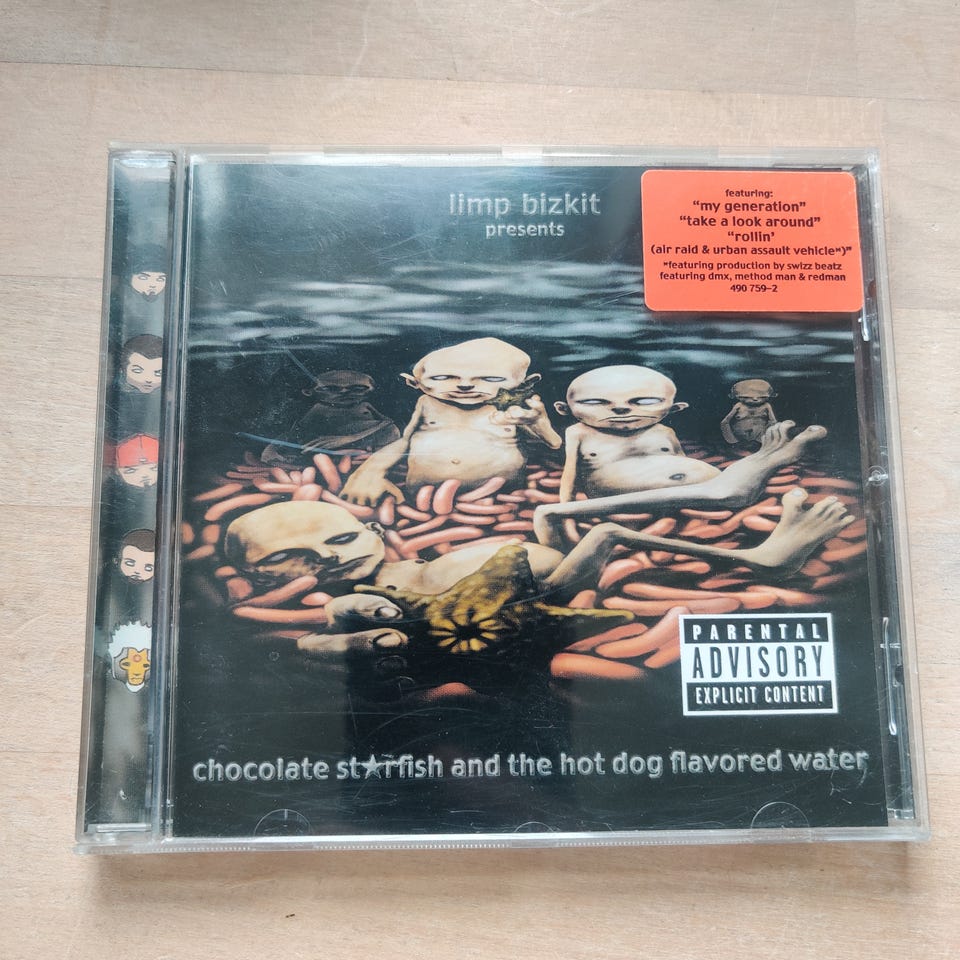 limp bizkit
presents
featuring:
"my generation"
"take a look around"
"rollin'
(air raid & urban assault vehicle*)"
*featuring production by swizz beatz
featuring dmx, method man & redman
490 759-2
PARENTAL
ADVISORY
EXPLICIT CONTENT
chocolate st★rfish and the hot dog flavored water